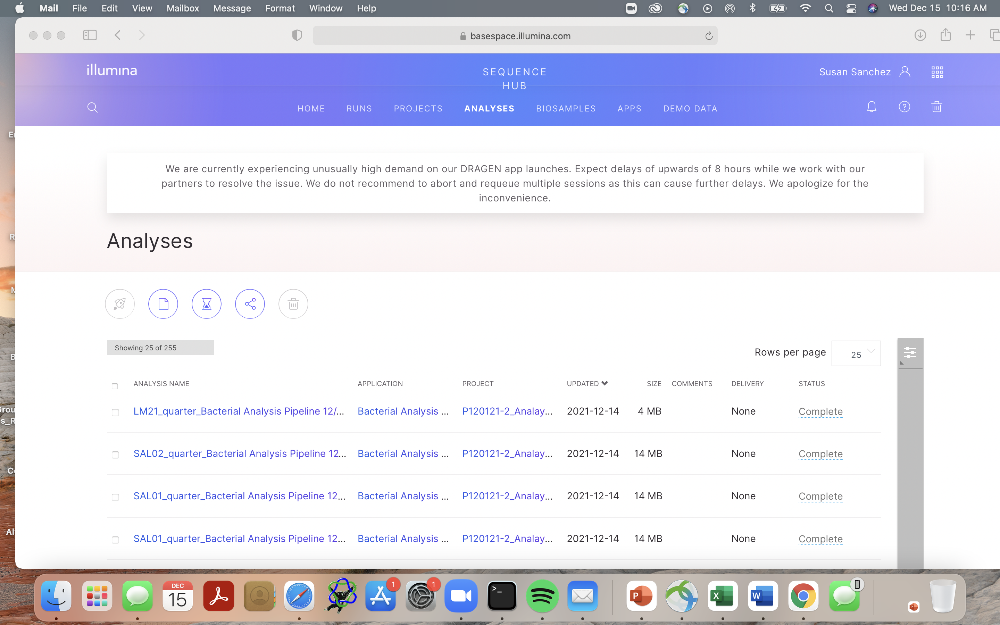 Mail File Edit View Mailbox Message Format Window Help Wed Dec 15 10:16 AM
basespace.illumina.com
illumina
SEQUENCE
HUB
Susan Sanchez
HOME RUNS PROJECTS ANALYSES BIOSAMPLES APPS DEMO DATA
We are currently experiencing unusually high demand on our DRAGEN app launches. Expect delays of upwards of 8 hours while we work with our
partners to resolve the issue. We do not recommend to abort and requeue multiple sessions as this can cause further delays. We apologize for the
inconvenience.
Analyses
Showing 25 of 255
Rows per page 25
ANALYSIS NAME APPLICATION PROJECT UPDATED SIZE COMMENTS DELIVERY STATUS
LM21_quarter_Bacterial Analysis Pipeline 12/... Bacterial Analysis ... P120121-2_Analay... 2021-12-14 4 MB None Complete
SAL02_quarter_Bacterial Analysis Pipeline 12... Bacterial Analysis ... P120121-2_Analay... 2021-12-14 14 MB None Complete
SAL01_quarter_Bacterial Analysis Pipeline 12... Bacterial Analysis ... P120121-2_Analay... 2021-12-14 14 MB None Complete
SAL01_quarter_Bacterial Analysis Pipeline 12... Bacterial Analysis ... P120121-2_Analay... 2021-12-14 14 MB None Complete
DEC
15
1
1
>_
P
X
W